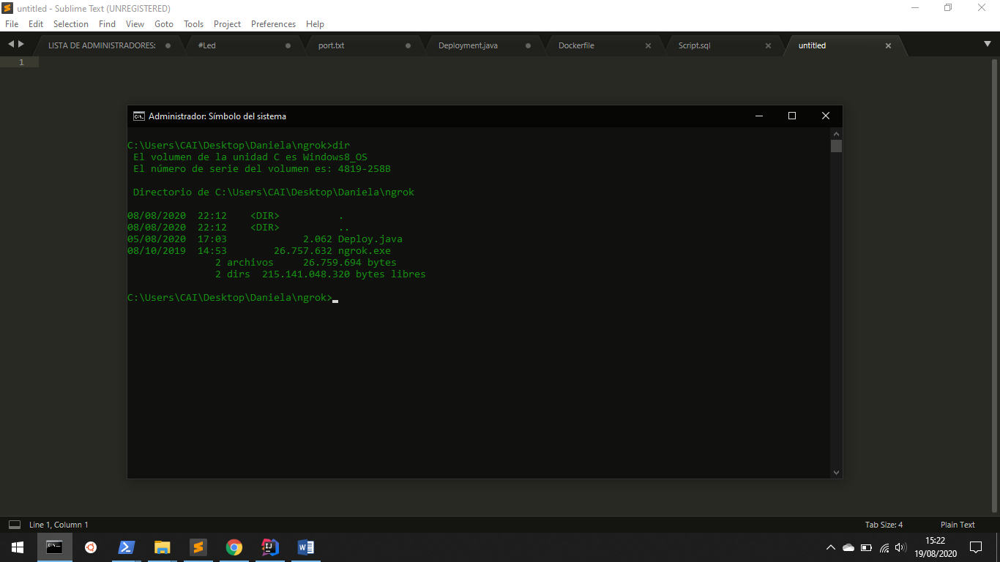 untitled - Sublime Text (UNREGISTERED)
File Edit Selection Find View Goto Tools Project Preferences Help
LISTA DE ADMINISTRADORES: #Led port.txt Deployment.java Dockerfile Script.sql untitled
1
Administrador: Símbolo del sistema
C:\Users\CAI\Desktop\Daniela\ngrok>dir
El volumen de la unidad C es Windows8_OS
El número de serie del volumen es: 4819-258B
Directorio de C:\Users\CAI\Desktop\Daniela\ngrok
08/08/2020 22:12 <DIR> .
08/08/2020 22:12 <DIR> ..
05/08/2020 17:03 2.062 Deploy.java
08/10/2019 14:53 26.757.632 ngrok.exe
2 archivos 26.759.694 bytes
2 dirs 215.141.048.320 bytes libres
C:\Users\CAI\Desktop\Daniela\ngrok>
Line 1, Column 1 Tab Size: 4 Plain Text
15:22
19/08/2020